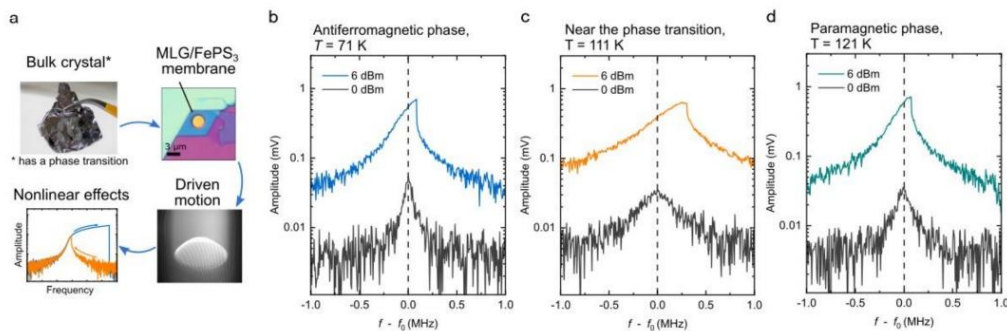 a
Bulk crystal*
* has a phase transition
MLG/FePS₃
membrane
3 μm
Driven
motion
Nonlinear effects
Amplitude
Frequency
b
Antiferromagnetic phase,
T = 71 K
6 dBm
0 dBm
Amplitude (mV)
1
0.1
0.01
-1.0 -0.5 0.0 0.5 1.0
f - f₀ (MHz)
c
Near the phase transition,
T = 111 K
6 dBm
0 dBm
Amplitude (mV)
1
0.1
0.01
-1.0 -0.5 0.0 0.5 1.0
f - f₀ (MHz)
d
Paramagnetic phase,
T = 121 K
6 dBm
0 dBm
Amplitude (mV)
1
0.1
0.01
-1.0 -0.5 0.0 0.5 1.0
f - f₀ (MHz)